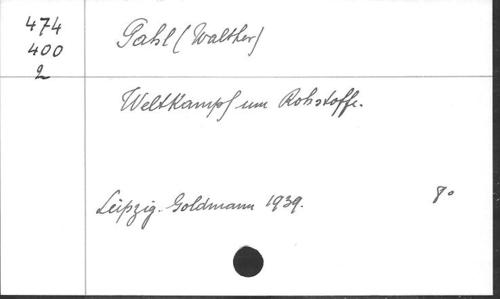 474
400
2
Pahl (Walther)
Weltkampf um Rohstoffe.
Leipzig. Goldmann 1939.
8°